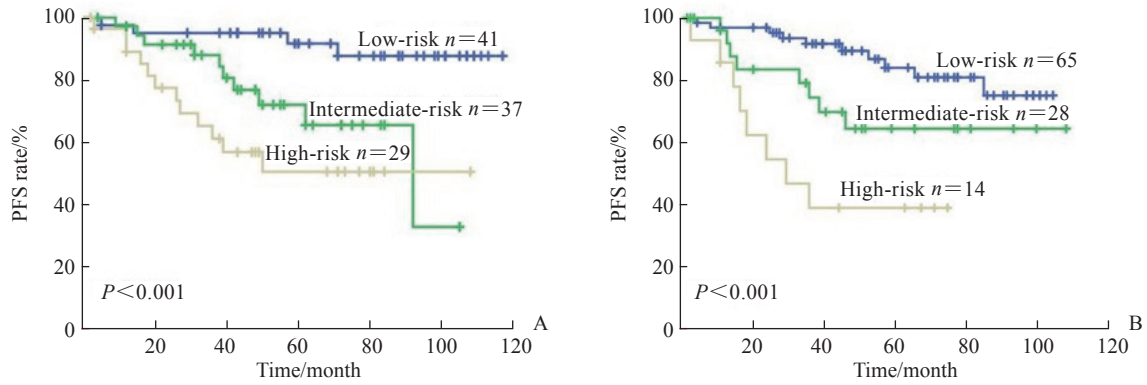 100
80
60
40
20
0
PFS rate/%
Low-risk n=41
Intermediate-risk n=37
High-risk n=29
P<0.001
20 40 60 80 100 120
Time/month
A
100
80
60
40
20
0
PFS rate/%
Low-risk n=65
Intermediate-risk n=28
High-risk n=14
P<0.001
20 40 60 80 100 120
Time/month
B